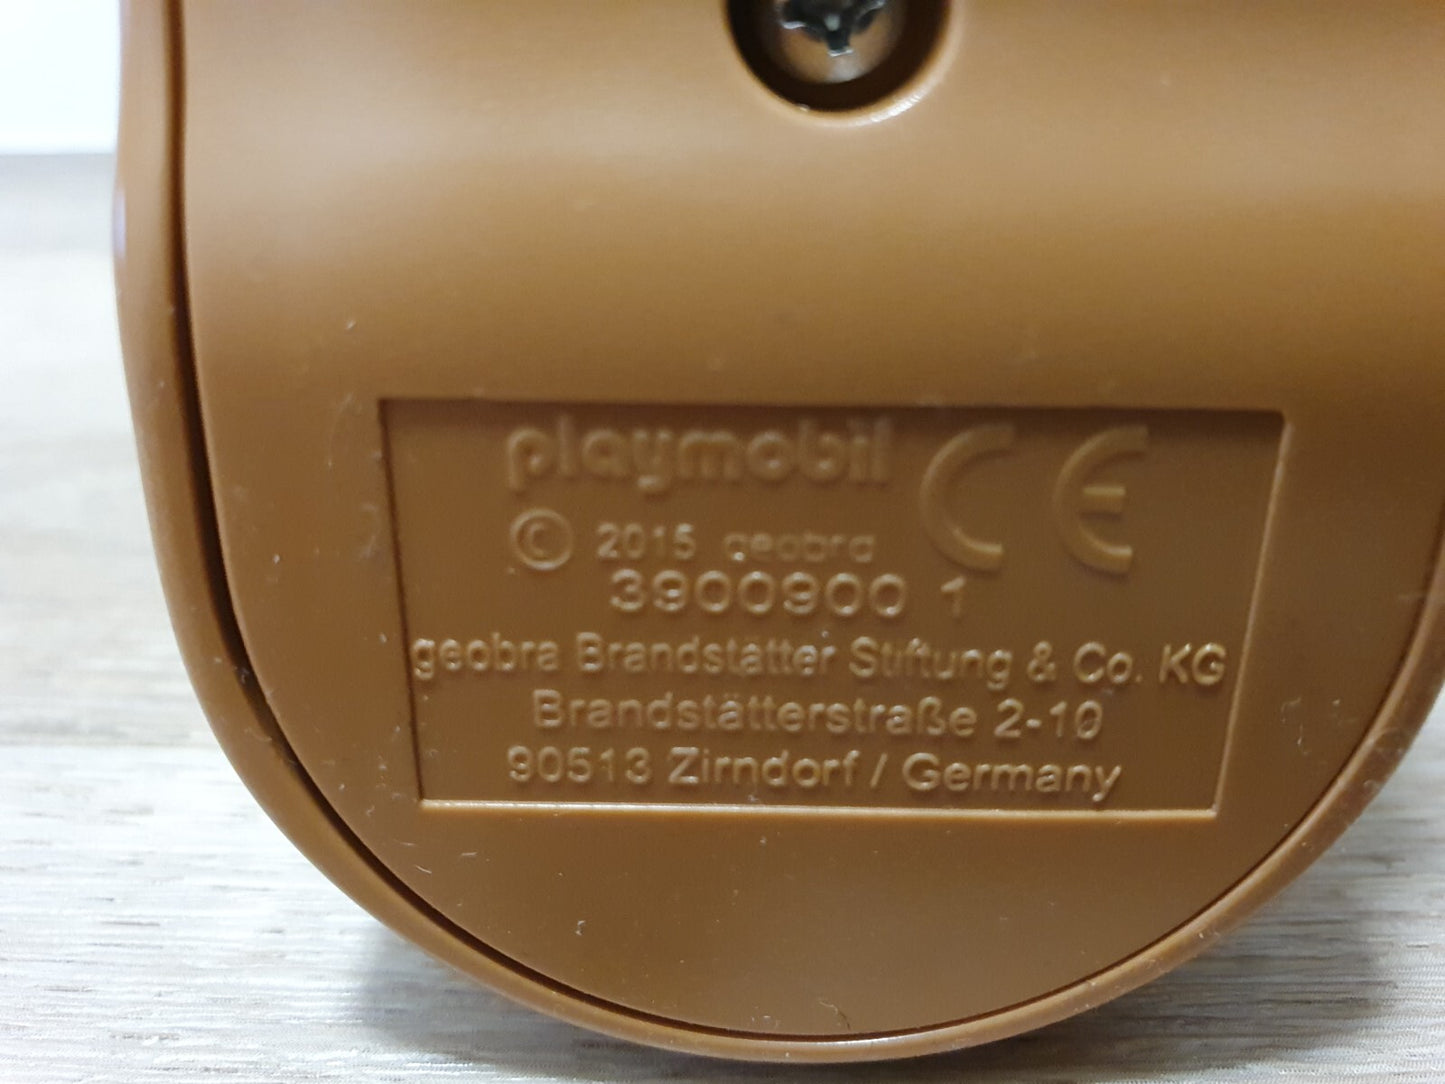 playmobil CE
© 2015 geobra
3900900 1
geobra Brandstätter Stiftung & Co. KG
Brandstätterstraße 2-10
90513 Zirndorf / Germany